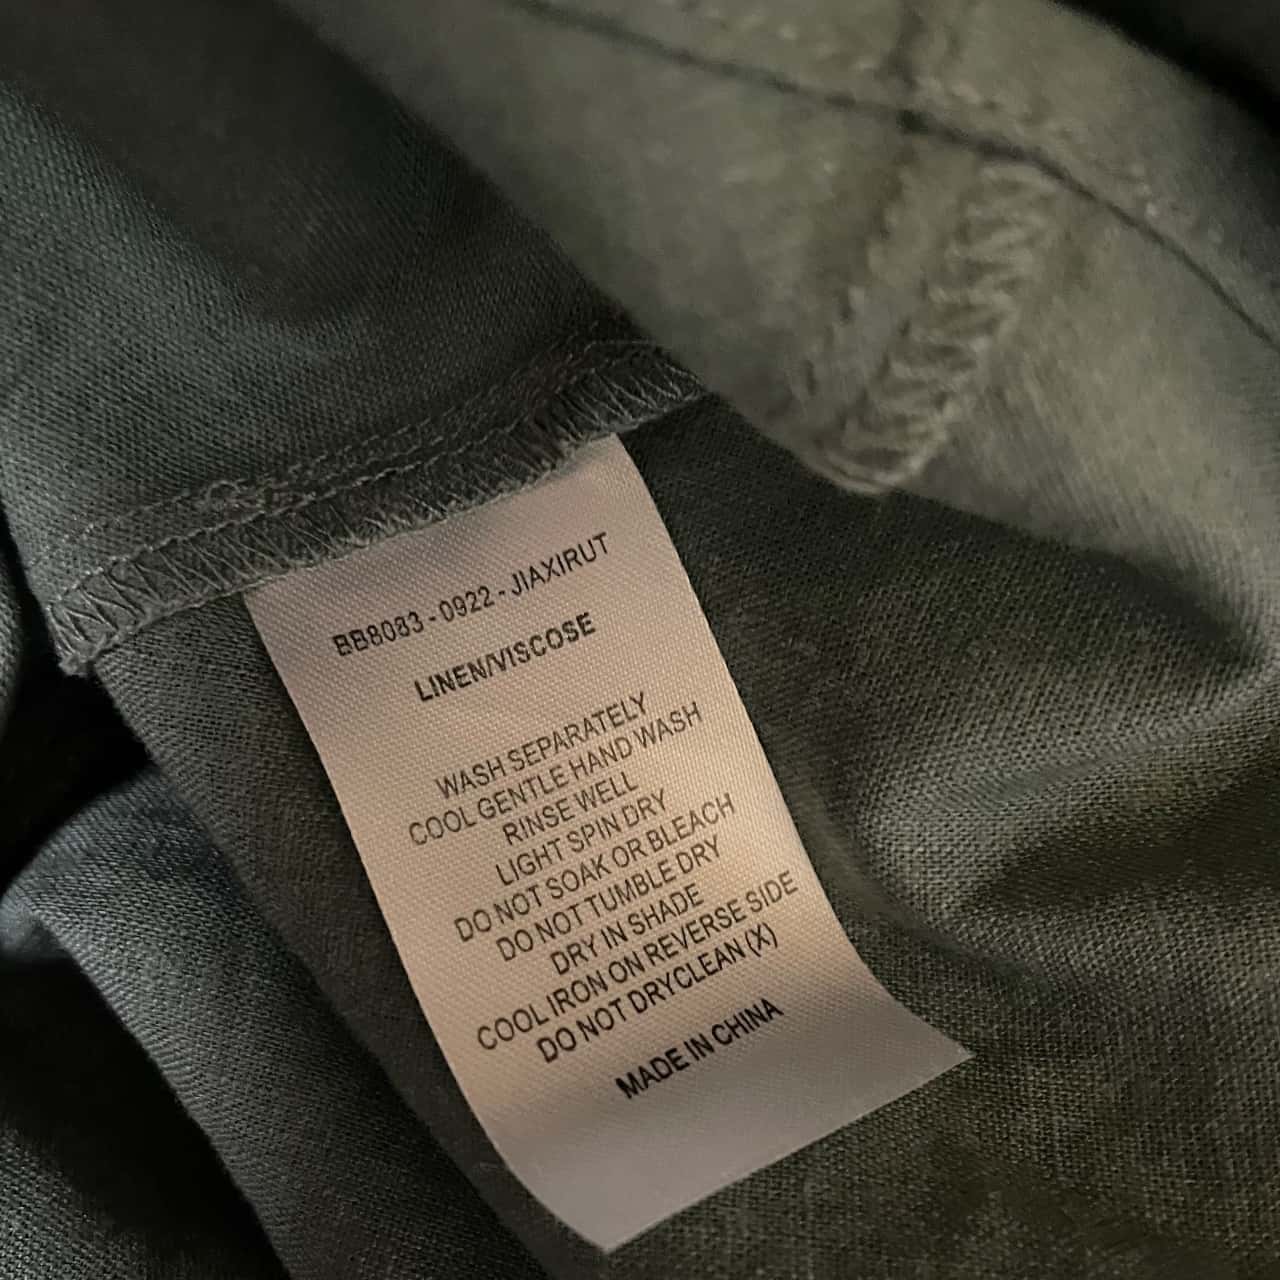 BB8083 - 0922 - JIAXIRUT
LINEN/VISCOSE
WASH SEPARATELY
COOL GENTLE HAND WASH
RINSE WELL
LIGHT SPIN DRY
DO NOT SOAK OR BLEACH
DO NOT TUMBLE DRY
DRY IN SHADE
COOL IRON ON REVERSE SIDE
DO NOT DRYCLEAN (X)
MADE IN CHINA